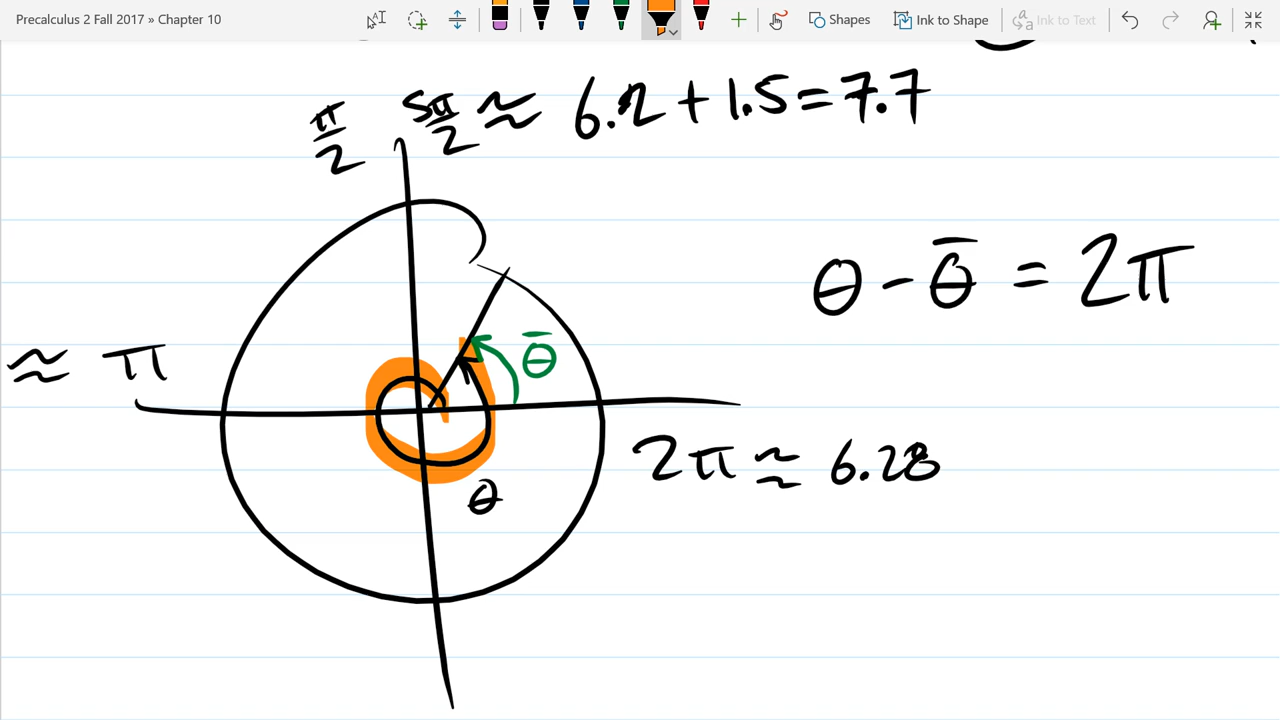 Precalculus 2 Fall 2017 » Chapter 10
Shapes
Ink to Shape
Ink to Text
π/2
5π/2 ≈ 6.2 + 1.5 = 7.7
θ - θ̄ = 2π
θ̄
≈ π
2π ≈ 6.28
θ